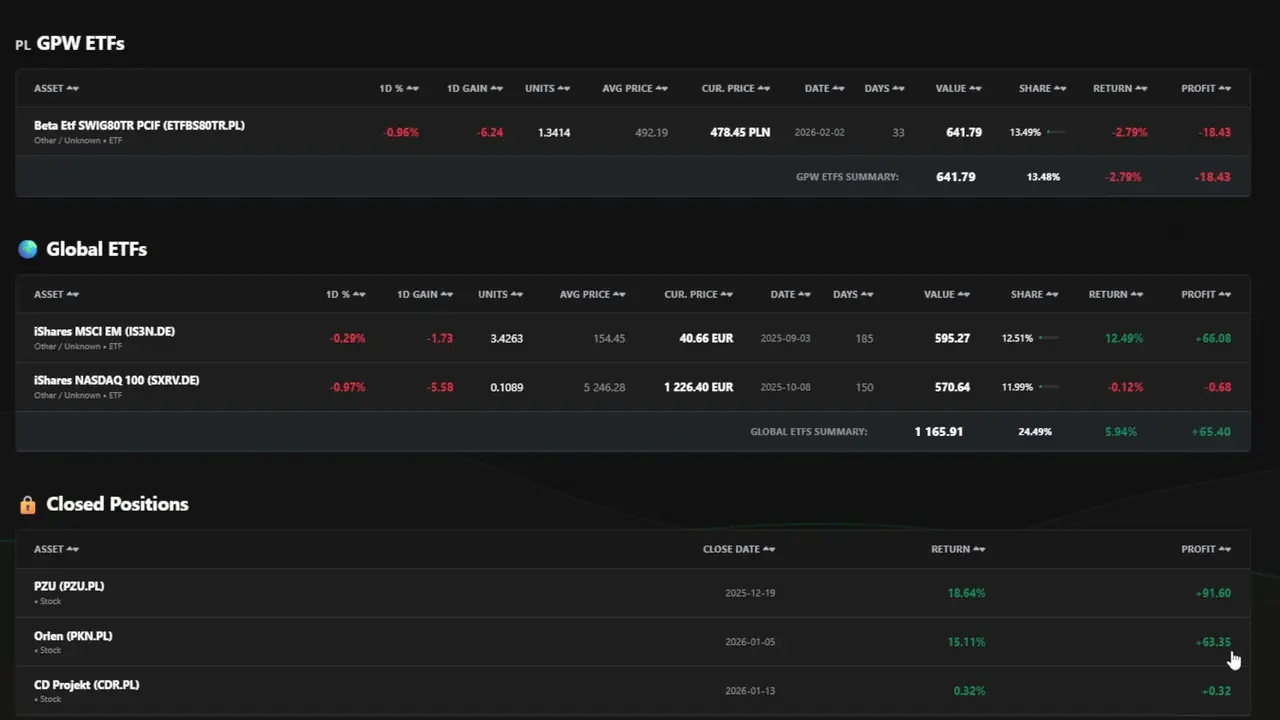 PL GPW ETFs
ASSET 1D % 1D GAIN UNITS AVG PRICE CUR. PRICE DATE DAYS VALUE SHARE RETURN PROFIT
Beta Etf SWIG80TR PCIF (ETFBS80TR.PL) -0.96% -6.24 1.3414 492.19 478.45 PLN 2026-02-02 33 641.79 13.49% -2.79% -18.43
Other / Unknown • ETF
GPW ETFS SUMMARY: 641.79 13.48% -2.79% -18.43
Global ETFs
ASSET 1D % 1D GAIN UNITS AVG PRICE CUR. PRICE DATE DAYS VALUE SHARE RETURN PROFIT
iShares MSCI EM (IS3N.DE) -0.29% -1.73 3.4263 154.45 40.66 EUR 2025-09-03 185 595.27 12.51% 12.49% +66.08
Other / Unknown • ETF
iShares NASDAQ 100 (SXRV.DE) -0.97% -5.58 0.1089 5 246.28 1 226.40 EUR 2025-10-08 150 570.64 11.99% -0.12% -0.68
Other / Unknown • ETF
GLOBAL ETFS SUMMARY: 1 165.91 24.49% 5.94% +65.40
Closed Positions
ASSET CLOSE DATE RETURN PROFIT
PZU (PZU.PL) 2025-12-19 18.64% +91.60
• Stock
Orlen (PKN.PL) 2026-01-05 15.11% +63.35
• Stock
CD Projekt (CDR.PL) 2026-01-13 0.32% +0.32
• Stock